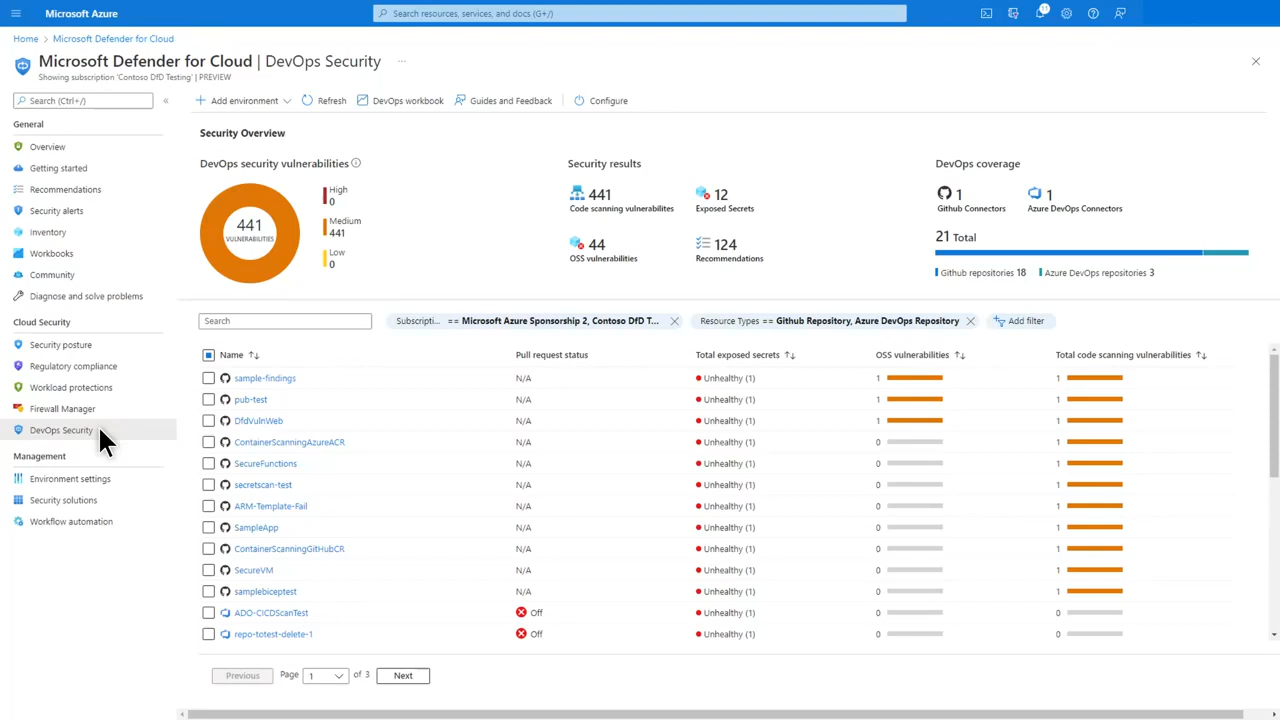 Microsoft Azure
Search resources, services, and docs (G+/)
11
Home > Microsoft Defender for Cloud
Microsoft Defender for Cloud | DevOps Security ...
Showing subscription 'Contoso DfD Testing' | PREVIEW
Search (Ctrl+/) «
General
Overview
Getting started
Recommendations
Security alerts
Inventory
Workbooks
Community
Diagnose and solve problems
Cloud Security
Security posture
Regulatory compliance
Workload protections
Firewall Manager
DevOps Security
Management
Environment settings
Security solutions
Workflow automation
Add environment Refresh DevOps workbook Guides and Feedback Configure
Security Overview
DevOps security vulnerabilities
441
VULNERABILITIES
High
0
Medium
441
Low
0
Security results
441
Code scanning vulnerabilites
12
Exposed Secrets
44
OSS vulnerabilities
124
Recommendations
DevOps coverage
1
Github Connectors
1
Azure DevOps Connectors
21 Total
Github repositories 18 Azure DevOps repositories 3
Search Subscripti... == Microsoft Azure Sponsorship 2, Contoso DfD T... Resource Types == Github Repository, Azure DevOps Repository Add filter
Name Pull request status Total exposed secrets OSS vulnerabilities Total code scanning vulnerabilities
sample-findings N/A Unhealthy (1) 1 1
pub-test N/A Unhealthy (1) 1 1
DfdVulnWeb N/A Unhealthy (1) 1 1
ContainerScanningAzureACR N/A Unhealthy (1) 0 1
SecureFunctions N/A Unhealthy (1) 0 1
secretscan-test N/A Unhealthy (1) 0 1
ARM-Template-Fail N/A Unhealthy (1) 0 1
SampleApp N/A Unhealthy (1) 0 1
ContainerScanningGitHubCR N/A Unhealthy (1) 0 1
SecureVM N/A Unhealthy (1) 0 1
samplebiceptest N/A Unhealthy (1) 0 1
ADO-CICDScanTest Off Unhealthy (1) 0 0
repo-totest-delete-1 Off Unhealthy (1) 0 0
Previous Page 1 of 3 Next